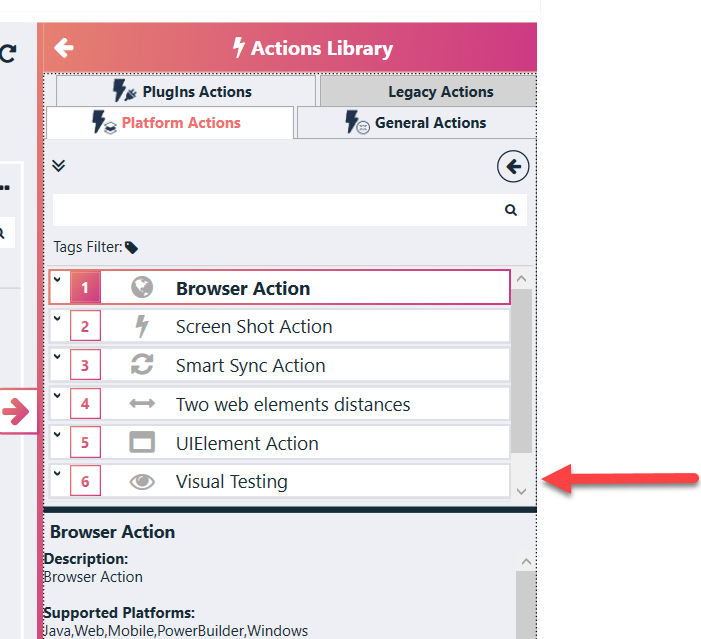 Actions Library
PlugIns Actions
Legacy Actions
Platform Actions
General Actions
Tags Filter:
1 Browser Action
2 Screen Shot Action
3 Smart Sync Action
4 Two web elements distances
5 UIElement Action
6 Visual Testing
Browser Action
Description:
Browser Action
Supported Platforms:
Java,Web,Mobile,PowerBuilder,Windows